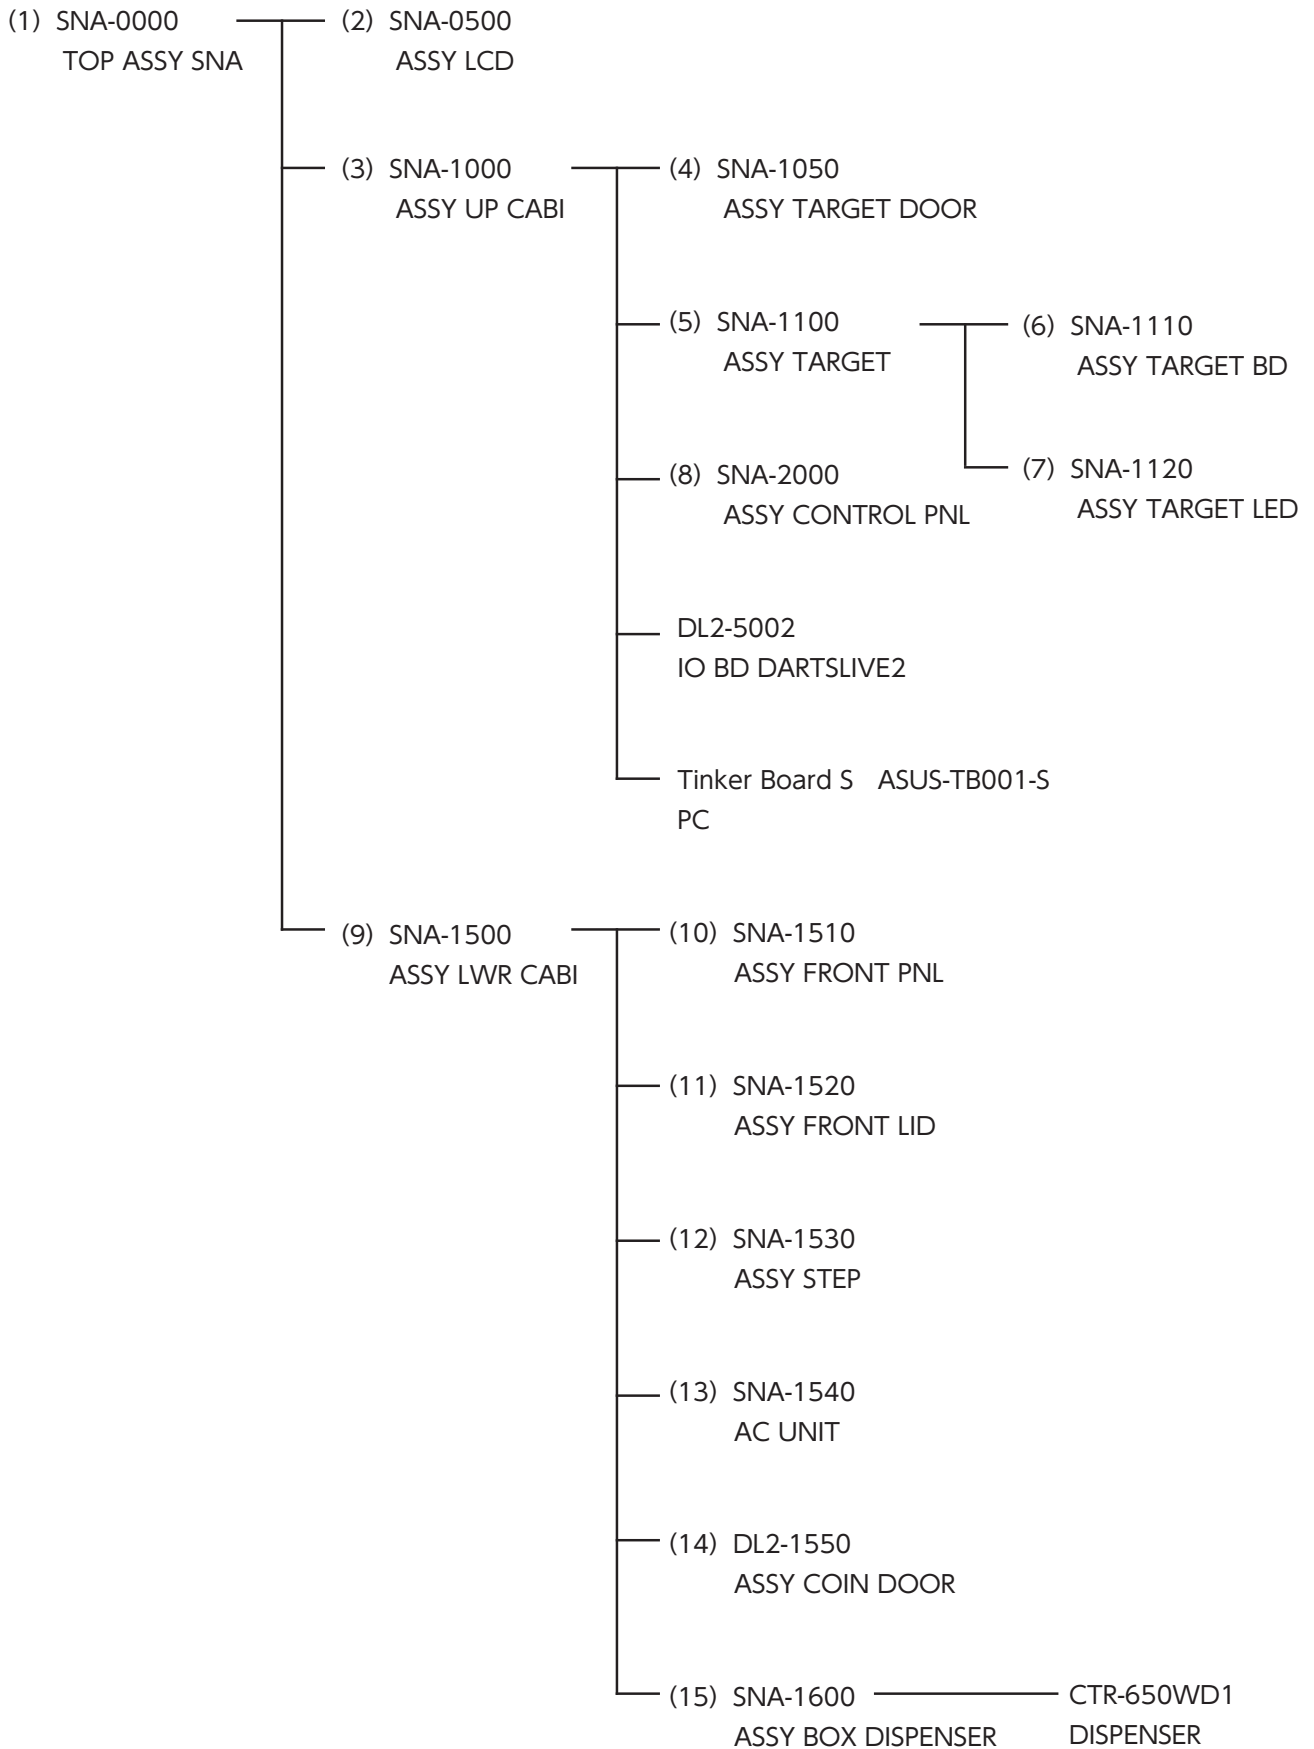 (1) SNA-0000
TOP ASSY SNA
(2) SNA-0500
ASSY LCD
(3) SNA-1000
ASSY UP CABI
(4) SNA-1050
ASSY TARGET DOOR
(5) SNA-1100
ASSY TARGET
(6) SNA-1110
ASSY TARGET BD
(7) SNA-1120
ASSY TARGET LED
(8) SNA-2000
ASSY CONTROL PNL
DL2-5002
IO BD DARTSLIVE2
Tinker Board S ASUS-TB001-S
PC
(9) SNA-1500
ASSY LWR CABI
(10) SNA-1510
ASSY FRONT PNL
(11) SNA-1520
ASSY FRONT LID
(12) SNA-1530
ASSY STEP
(13) SNA-1540
AC UNIT
(14) DL2-1550
ASSY COIN DOOR
(15) SNA-1600
ASSY BOX DISPENSER
CTR-650WD1
DISPENSER